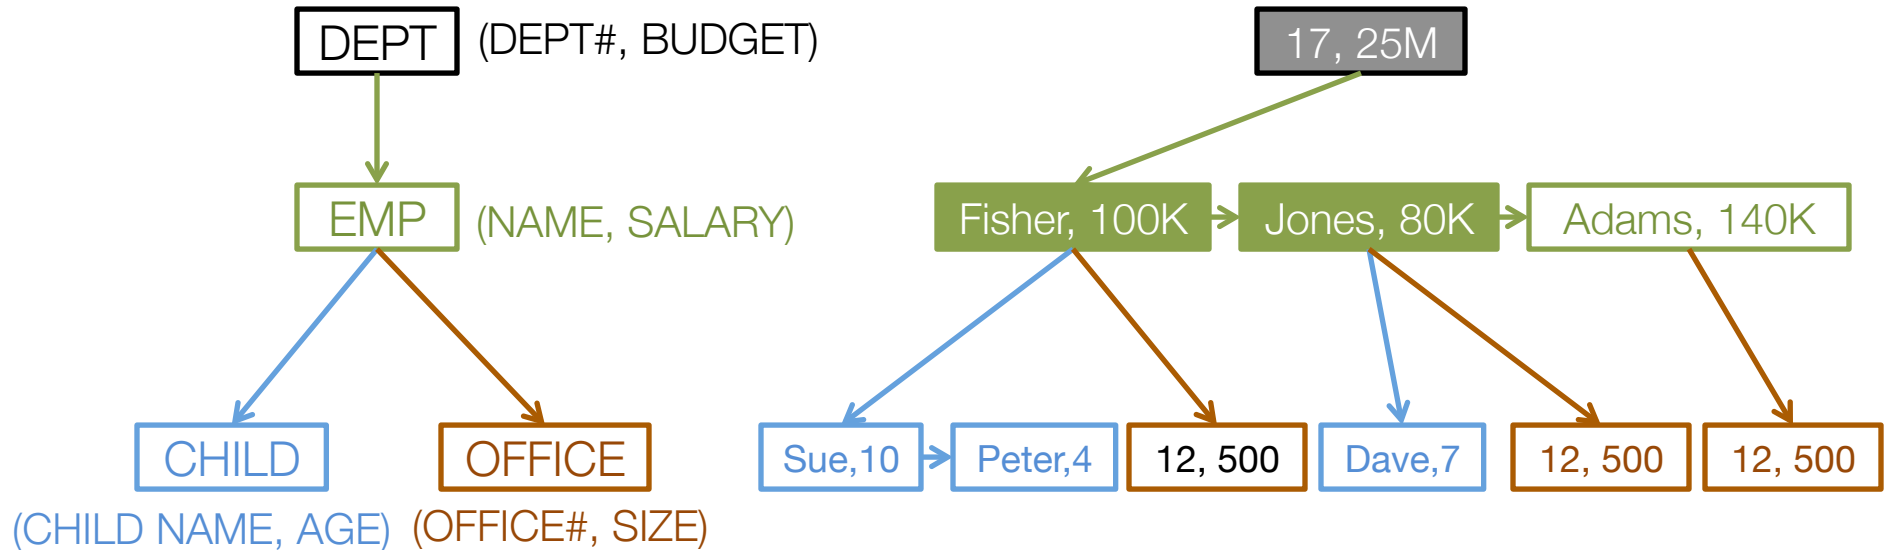 DEPT (DEPT#, BUDGET)
17, 25M
EMP (NAME, SALARY)
Fisher, 100K
Jones, 80K
Adams, 140K
CHILD
OFFICE
Sue,10
Peter,4
12, 500
Dave,7
12, 500
12, 500
(CHILD NAME, AGE)
(OFFICE#, SIZE)